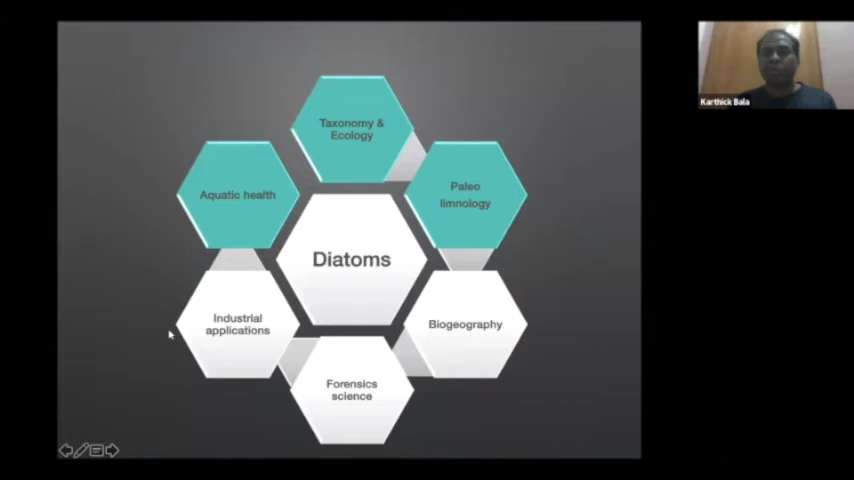 Taxonomy &
Ecology
Aquatic health
Paleo
limnology
Diatoms
Industrial
applications
Biogeography
Forensics
science
Karthick Bala